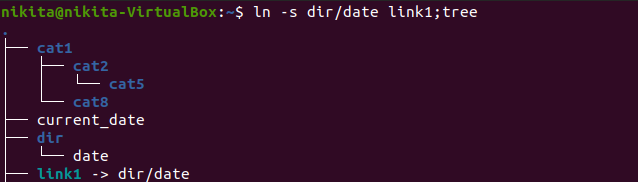 nikita@nikita-VirtualBox:~$ ln -s dir/date link1;tree
.
├── cat1
│   ├── cat2
│   │   └── cat5
│   └── cat8
├── current_date
├── dir
│   └── date
├── link1 -> dir/date